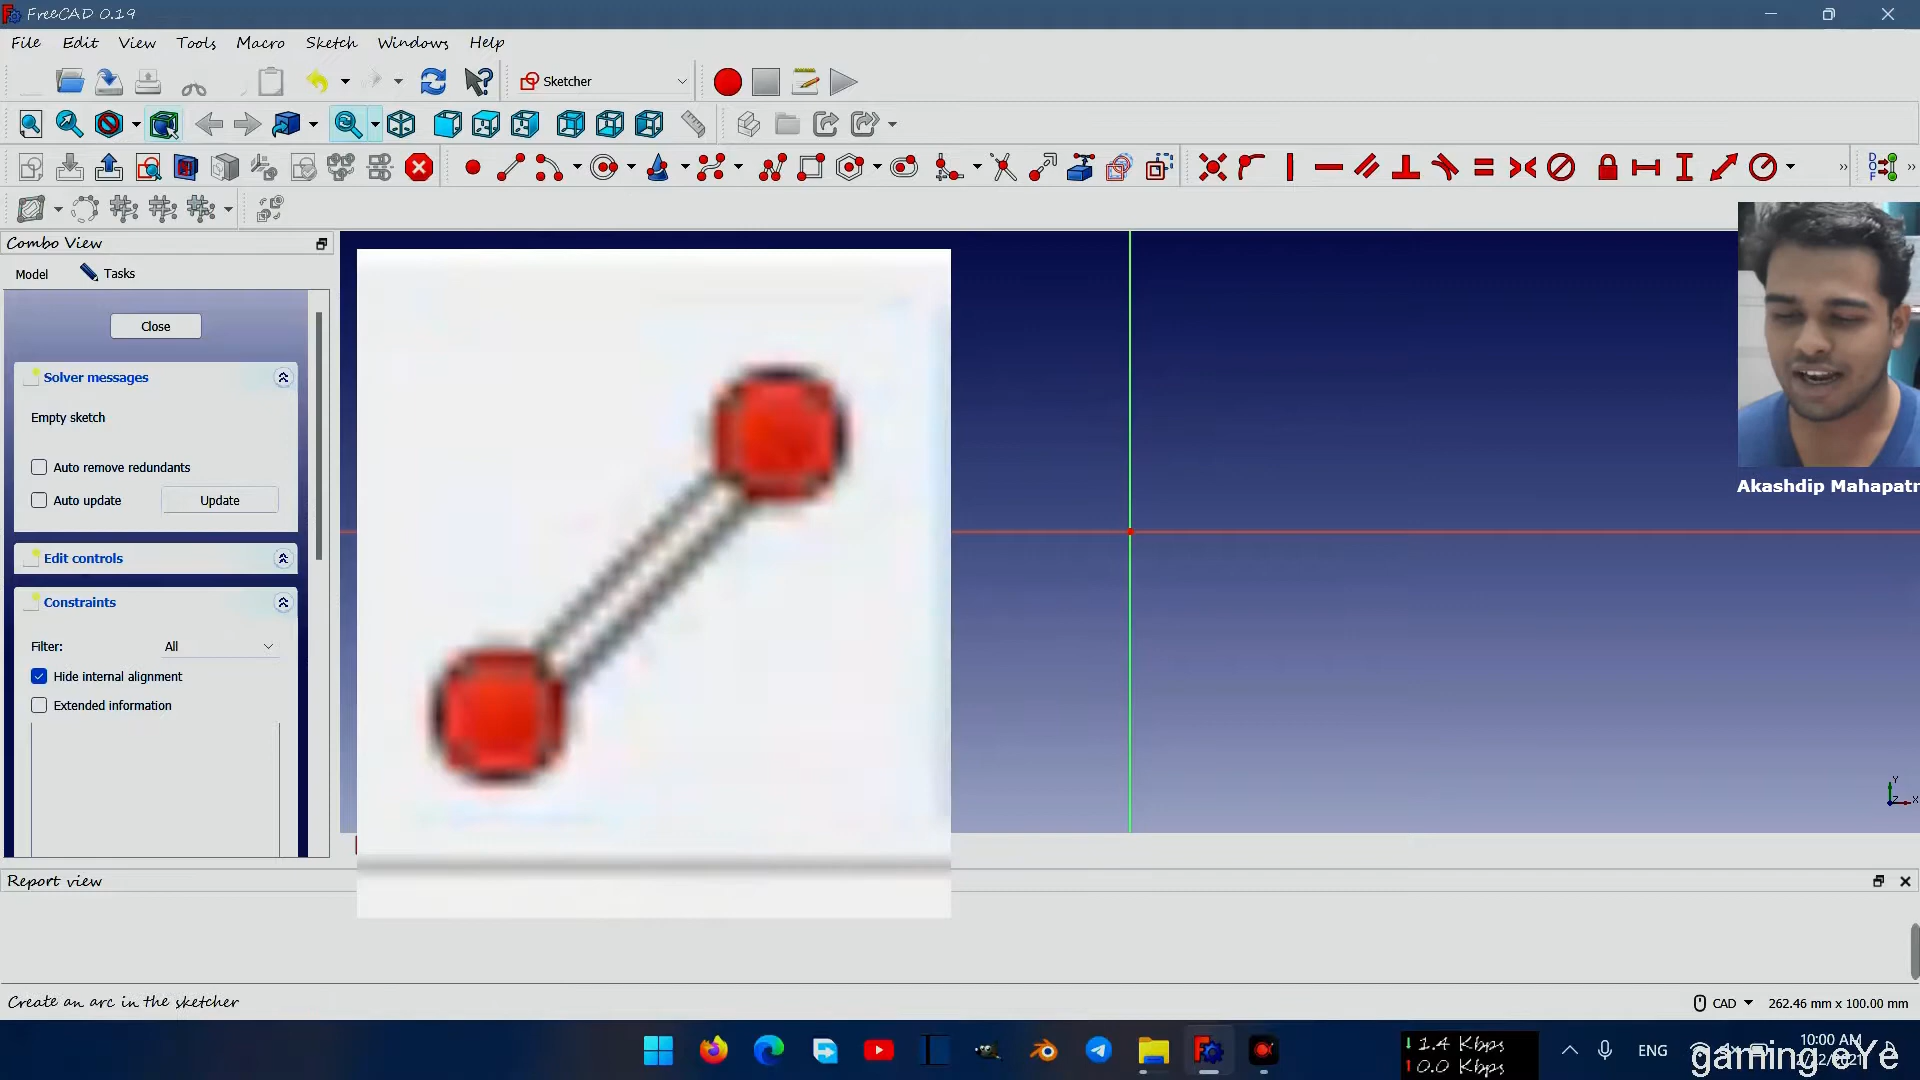 FreeCAD 0.19
File Edit View Tools Macro Sketch Windows Help
Sketcher
Combo View
Model Tasks
Close
Solver messages
Empty sketch
Auto remove redundants
Auto update Update
Edit controls
Constraints
Filter: All
Hide internal alignment
Extended information
Akashdip Mahapatr
Report view
Create an arc in the sketcher
CAD 262.46 mm x 100.00 mm
1.4 Kbps
0.0 Kbps
ENG
10:00 AM
gaming eYe